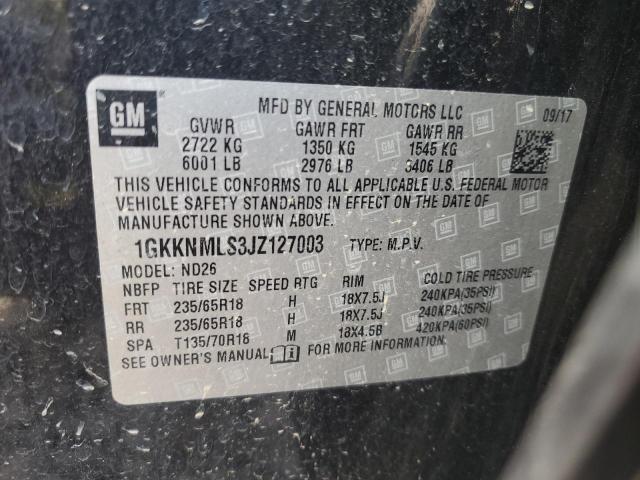 GM
MFD BY GENERAL MOTORS LLC
09/17
GVWR GAWR FRT GAWR RR
2722 KG 1350 KG 1545 KG
6001 LB 2976 LB 3406 LB
THIS VEHICLE CONFORMS TO ALL APPLICABLE U.S. FEDERAL MOTOR
VEHICLE SAFETY STANDARDS IN EFFECT ON THE DATE OF
MANUFACTURE SHOWN ABOVE.
1GKKNMLS3JZ127003 TYPE: M.P.V.
MODEL: ND26
NBFP TIRE SIZE SPEED RTG RIM COLD TIRE PRESSURE
FRT 235/65R18 H 18X7.5J 240KPA(35PSI)
RR 235/65R18 H 18X7.5J 240KPA(35PSI)
SPA T135/70R18 M 18X4.5B 420KPA(60PSI)
SEE OWNER'S MANUAL FOR MORE INFORMATION.